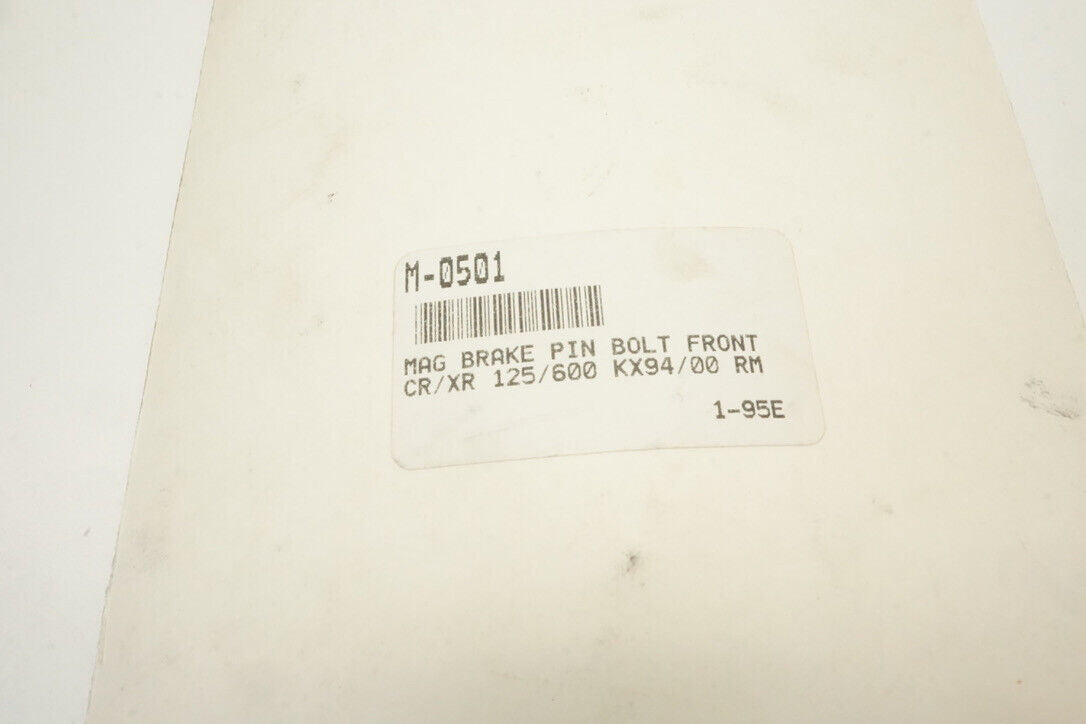 M-0501
MAG BRAKE PIN BOLT FRONT
CR/XR 125/600 KX94/00 RM
1-95E